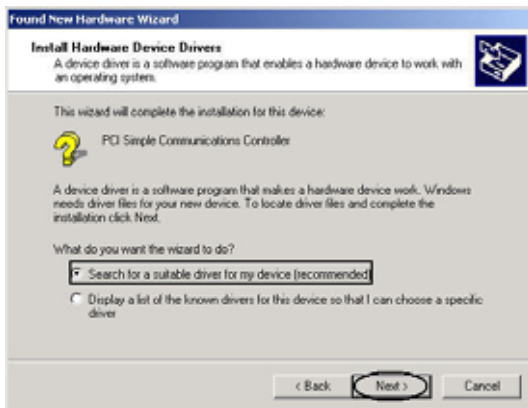 Found New Hardware Wizard
Install Hardware Device Drivers
A device driver is a software program that enables a hardware device to work with
an operating system.
This wizard will complete the installation for this device:
PCI Simple Communications Controller
A device driver is a software program that makes a hardware device work. Windows
needs driver files for your new device. To locate driver files and complete the
installation click Next.
What do you want the wizard to do?
Search for a suitable driver for my device (recommended)
Display a list of the known drivers for this device so that I can choose a specific
driver
< Back Next > Cancel